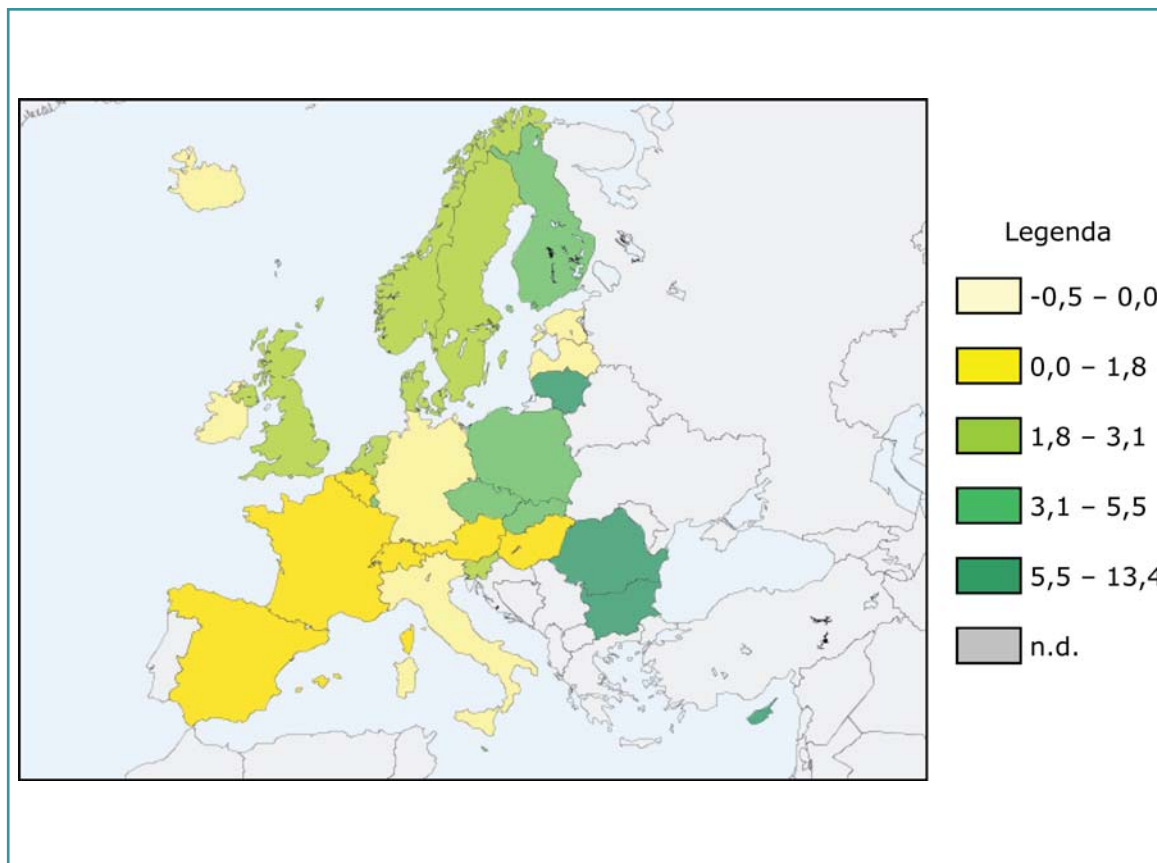 Legenda
-0,5 – 0,0
0,0 – 1,8
1,8 – 3,1
3,1 – 5,5
5,5 – 13,4
n.d.